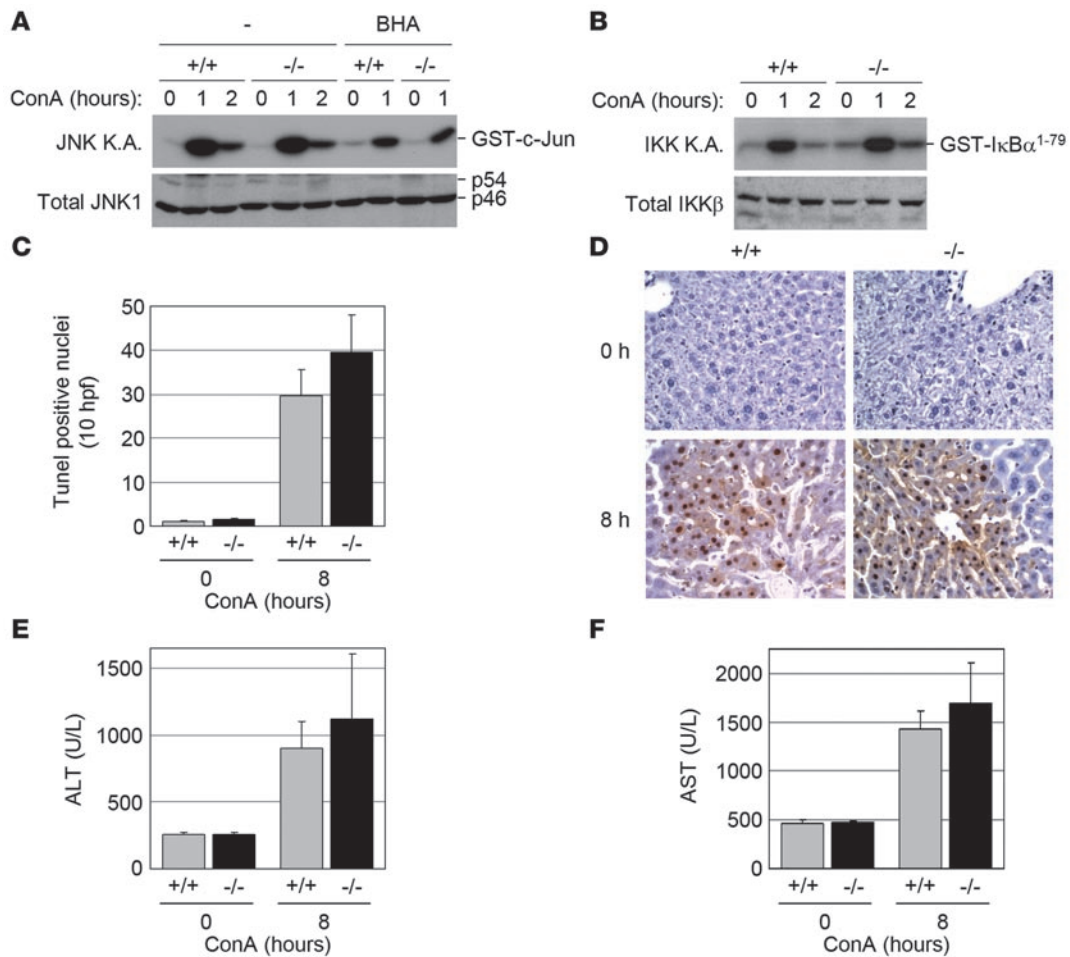 A
- BHA
+/+ -/- +/+ -/-
ConA (hours): 0 1 2 0 1 2 0 1 0 1
JNK K.A. GST-c-Jun
Total JNK1 p54
p46
B
+/+ -/-
ConA (hours): 0 1 2 0 1 2
IKK K.A. GST-IκBα¹⁻⁷⁹
Total IKKβ
C
Tunel positive nuclei
(10 hpf)
50
40
30
20
10
0
+/+ -/- +/+ -/-
0 8
ConA (hours)
D
+/+ -/-
0 h
8 h
E
ALT (U/L)
1500
1000
500
0
+/+ -/- +/+ -/-
0 8
ConA (hours)
F
AST (U/L)
2000
1500
1000
500
0
+/+ -/- +/+ -/-
0 8
ConA (hours)